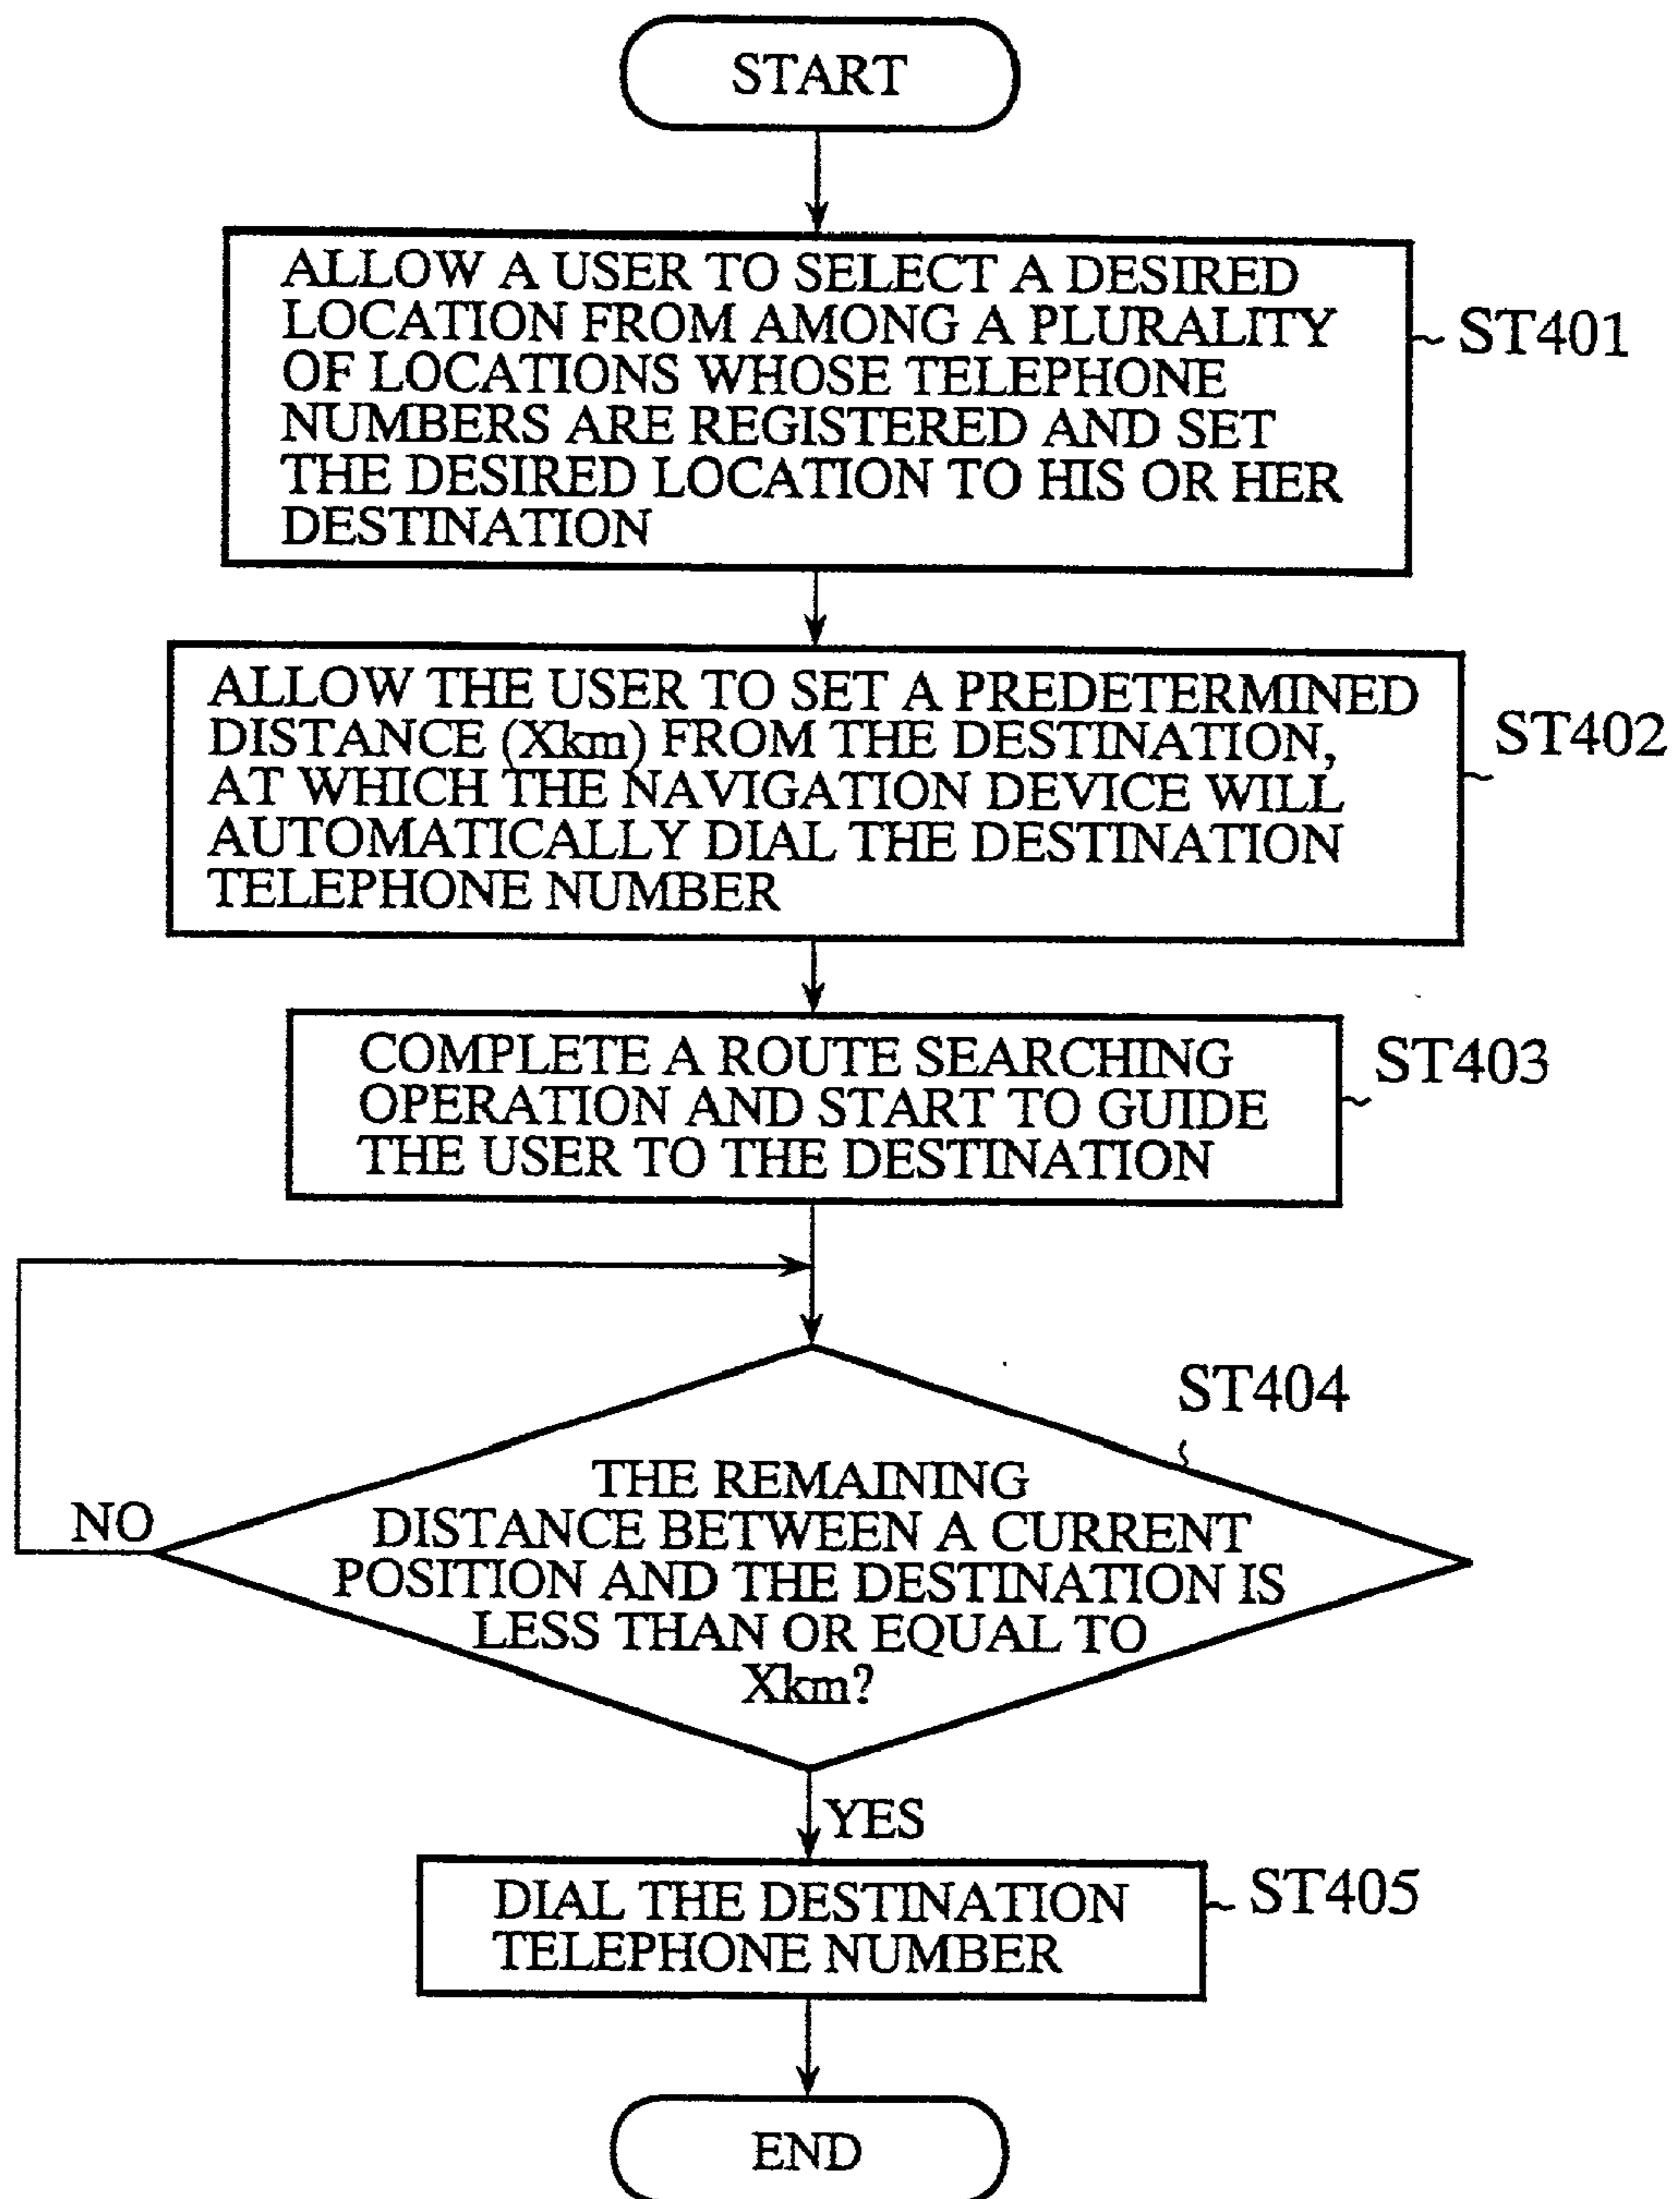 START
ALLOW A USER TO SELECT A DESIRED
LOCATION FROM AMONG A PLURALITY
OF LOCATIONS WHOSE TELEPHONE
NUMBERS ARE REGISTERED AND SET
THE DESIRED LOCATION TO HIS OR HER
DESTINATION
ST401
ALLOW THE USER TO SET A PREDETERMINED
DISTANCE (Xkm) FROM THE DESTINATION,
AT WHICH THE NAVIGATION DEVICE WILL
AUTOMATICALLY DIAL THE DESTINATION
TELEPHONE NUMBER
ST402
COMPLETE A ROUTE SEARCHING
OPERATION AND START TO GUIDE
THE USER TO THE DESTINATION
ST403
ST404
THE REMAINING
DISTANCE BETWEEN A CURRENT
POSITION AND THE DESTINATION IS
LESS THAN OR EQUAL TO
Xkm?
NO
YES
DIAL THE DESTINATION
TELEPHONE NUMBER
ST405
END